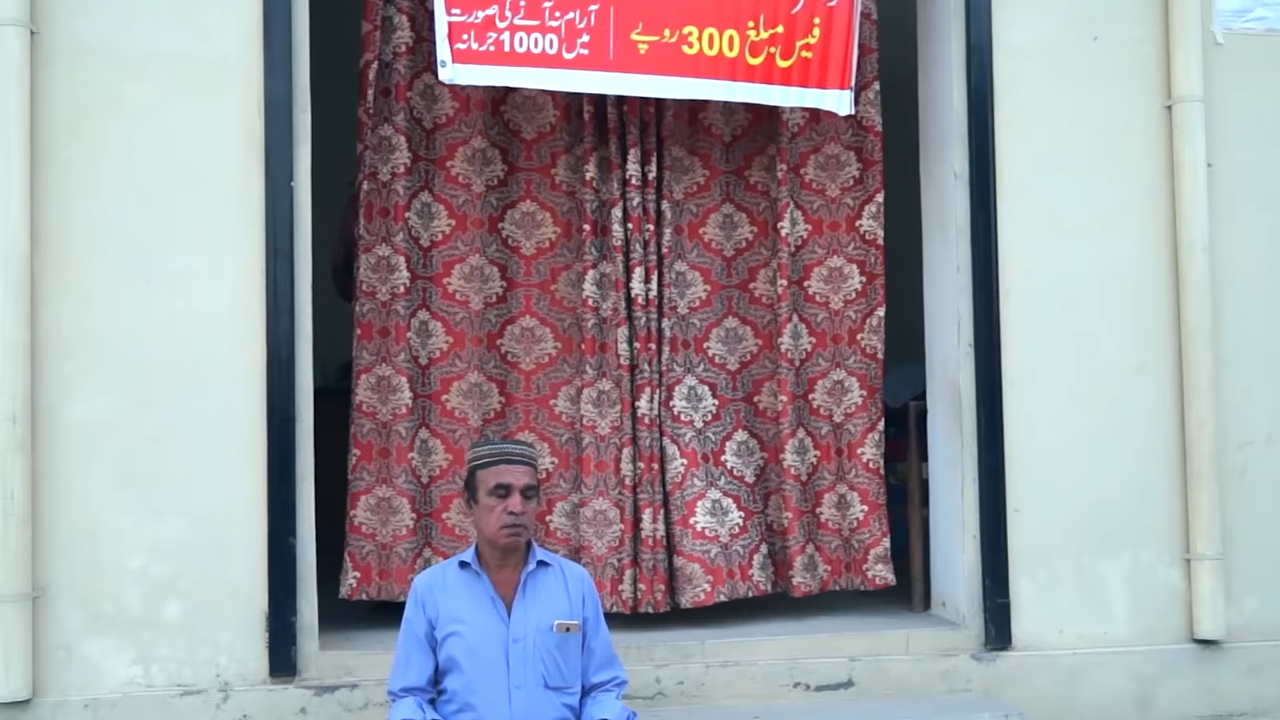 فیس مبلغ 300 روپے
آرام نہ آنے کی صورت
میں 1000 جرمانہ